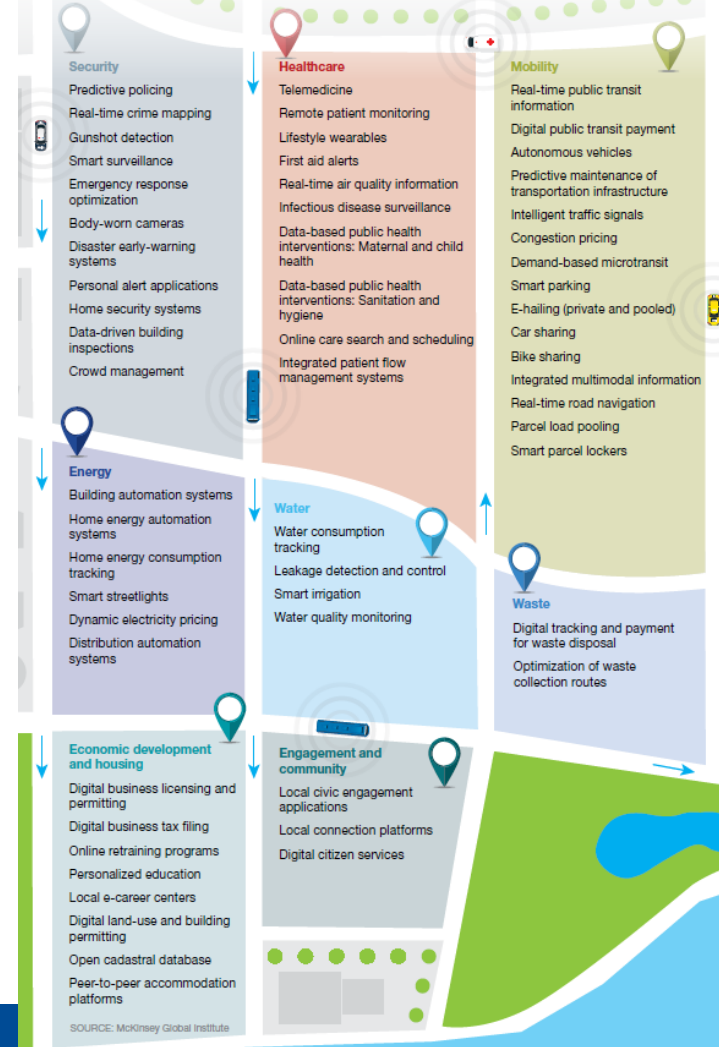 Security
Predictive policing
Real-time crime mapping
Gunshot detection
Smart surveillance
Emergency response
optimization
Body-worn cameras
Disaster early-warning
systems
Personal alert applications
Home security systems
Data-driven building
inspections
Crowd management
Healthcare
Telemedicine
Remote patient monitoring
Lifestyle wearables
First aid alerts
Real-time air quality information
Infectious disease surveillance
Data-based public health
interventions: Maternal and child
health
Data-based public health
interventions: Sanitation and
hygiene
Online care search and scheduling
Integrated patient flow
management systems
Mobility
Real-time public transit
information
Digital public transit payment
Autonomous vehicles
Predictive maintenance of
transportation infrastructure
Intelligent traffic signals
Congestion pricing
Demand-based microtransit
Smart parking
E-hailing (private and pooled)
Car sharing
Bike sharing
Integrated multimodal information
Real-time road navigation
Parcel load pooling
Smart parcel lockers
Energy
Building automation systems
Home energy automation
systems
Home energy consumption
tracking
Smart streetlights
Dynamic electricity pricing
Distribution automation
systems
Water
Water consumption
tracking
Leakage detection and control
Smart irrigation
Water quality monitoring
Waste
Digital tracking and payment
for waste disposal
Optimization of waste
collection routes
Economic development
and housing
Digital business licensing and
permitting
Digital business tax filing
Online retraining programs
Personalized education
Local e-career centers
Digital land-use and building
permitting
Open cadastral database
Peer-to-peer accommodation
platforms
Engagement and
community
Local civic engagement
applications
Local connection platforms
Digital citizen services
SOURCE: McKinsey Global Institute